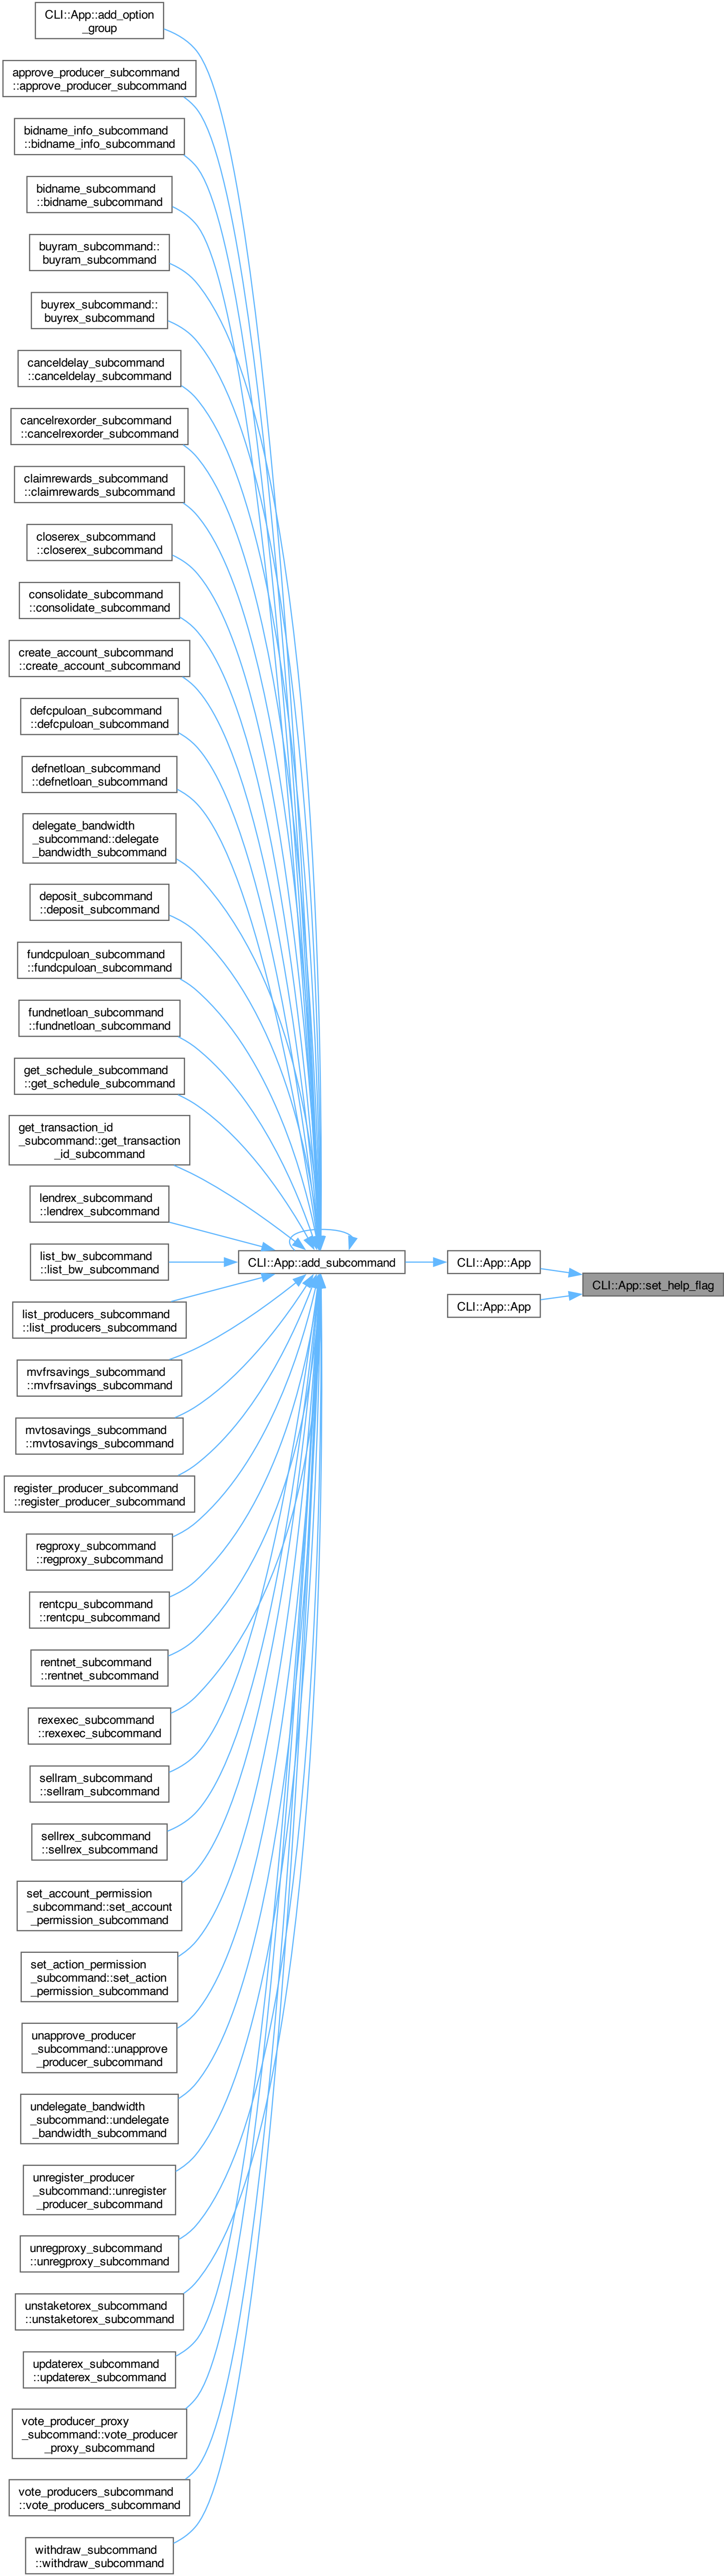 CLI::App::add_option
_group
approve_producer_subcommand
::approve_producer_subcommand
bidname_info_subcommand
::bidname_info_subcommand
bidname_subcommand
::bidname_subcommand
buyram_subcommand::
buyram_subcommand
buyrex_subcommand::
buyrex_subcommand
canceldelay_subcommand
::canceldelay_subcommand
cancelrexorder_subcommand
::cancelrexorder_subcommand
claimrewards_subcommand
::claimrewards_subcommand
closerex_subcommand
::closerex_subcommand
consolidate_subcommand
::consolidate_subcommand
create_account_subcommand
::create_account_subcommand
defcpuloan_subcommand
::defcpuloan_subcommand
defnetloan_subcommand
::defnetloan_subcommand
delegate_bandwidth
_subcommand::delegate
_bandwidth_subcommand
deposit_subcommand
::deposit_subcommand
fundcpuloan_subcommand
::fundcpuloan_subcommand
fundnetloan_subcommand
::fundnetloan_subcommand
get_schedule_subcommand
::get_schedule_subcommand
get_transaction_id
_subcommand::get_transaction
_id_subcommand
lendrex_subcommand
::lendrex_subcommand
list_bw_subcommand
::list_bw_subcommand
CLI::App::add_subcommand
CLI::App::App
CLI::App::set_help_flag
CLI::App::App
list_producers_subcommand
::list_producers_subcommand
mvfrsavings_subcommand
::mvfrsavings_subcommand
mvtosavings_subcommand
::mvtosavings_subcommand
register_producer_subcommand
::register_producer_subcommand
regproxy_subcommand
::regproxy_subcommand
rentcpu_subcommand
::rentcpu_subcommand
rentnet_subcommand
::rentnet_subcommand
rexexec_subcommand
::rexexec_subcommand
sellram_subcommand
::sellram_subcommand
sellrex_subcommand
::sellrex_subcommand
set_account_permission
_subcommand::set_account
_permission_subcommand
set_action_permission
_subcommand::set_action
_permission_subcommand
unapprove_producer
_subcommand::unapprove
_producer_subcommand
undelegate_bandwidth
_subcommand::undelegate
_bandwidth_subcommand
unregister_producer
_subcommand::unregister
_producer_subcommand
unregproxy_subcommand
::unregproxy_subcommand
unstaketorex_subcommand
::unstaketorex_subcommand
updaterex_subcommand
::updaterex_subcommand
vote_producer_proxy
_subcommand::vote_producer
_proxy_subcommand
vote_producers_subcommand
::vote_producers_subcommand
withdraw_subcommand
::withdraw_subcommand